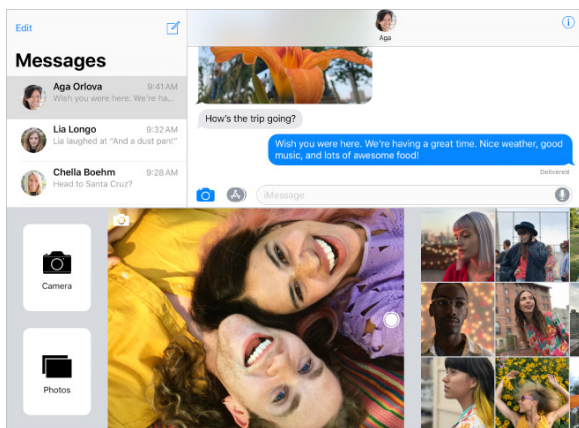 Edit
Messages
Aga Orlova 9:41 AM
Wish you were here. We're ha...
Lia Longo 9:32 AM
Lia laughed at “And a dust pan!”
Chella Boehm 9:28 AM
Head to Santa Cruz?
Aga
How's the trip going?
Wish you were here. We're having a great time. Nice weather, good
music, and lots of awesome food!
Delivered
iMessage
Camera
Photos